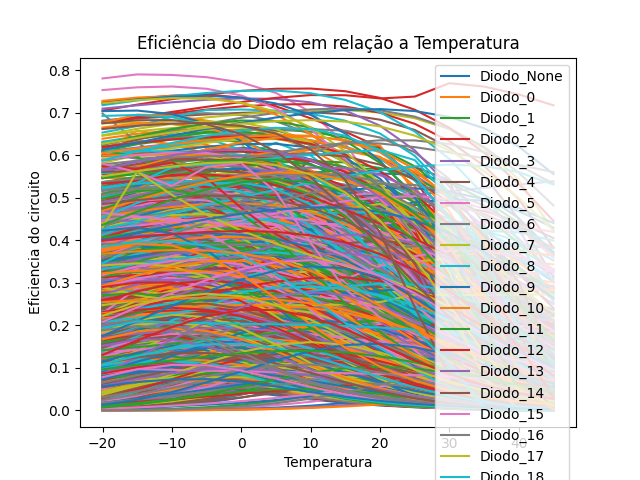 Eficiência do Diodo em relação a Temperatura
Eficiencia do circuito
0.8
0.7
0.6
0.5
0.4
0.3
0.2
0.1
0.0
−20
−10
0
10
20
30
40
Temperatura
Diodo_None
Diodo_0
Diodo_1
Diodo_2
Diodo_3
Diodo_4
Diodo_5
Diodo_6
Diodo_7
Diodo_8
Diodo_9
Diodo_10
Diodo_11
Diodo_12
Diodo_13
Diodo_14
Diodo_15
Diodo_16
Diodo_17
Diodo_18